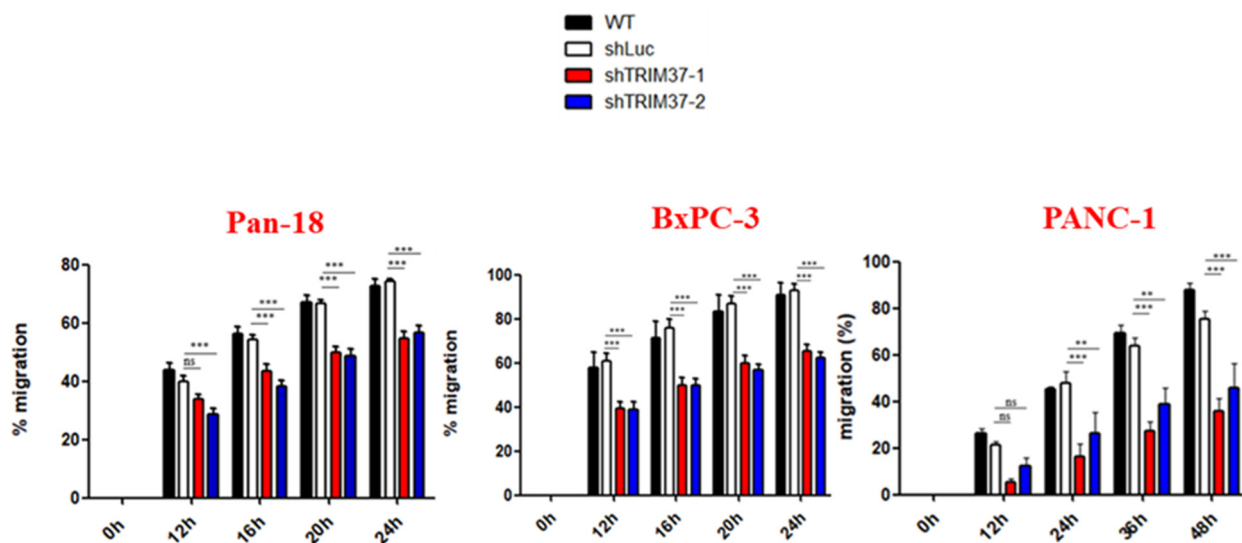 WT
shLuc
shTRIM37-1
shTRIM37-2
Pan-18
% migration
80
60
40
20
0
*** ns
*** ***
*** ***
*** ***
0h 12h 16h 20h 24h
BxPC-3
% migration
100
80
60
40
20
0
*** ***
*** ***
*** ***
*** ***
0h 12h 16h 20h 24h
PANC-1
migration (%)
100
80
60
40
20
0
ns ns
** ***
** ***
*** ***
0h 12h 24h 36h 48h